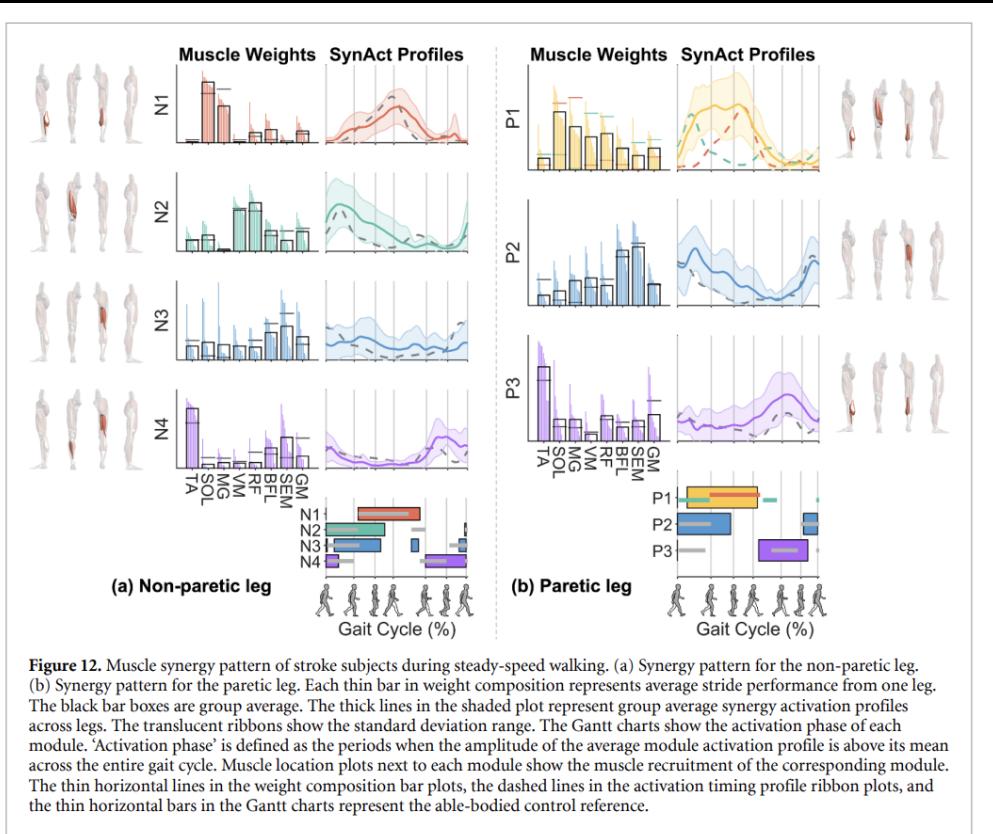 Muscle Weights SynAct Profiles
N1
N2
N3
N4
TA SOL MG VM RF BFL SEM GM
N1
N2
N3
N4
(a) Non-paretic leg
Gait Cycle (%)
Muscle Weights SynAct Profiles
P1
P2
P3
TA SOL MG VM RF BFL SEM GM
P1
P2
P3
(b) Paretic leg
Gait Cycle (%)
Figure 12. Muscle synergy pattern of stroke subjects during steady-speed walking. (a) Synergy pattern for the non-paretic leg.
(b) Synergy pattern for the paretic leg. Each thin bar in weight composition represents average stride performance from one leg.
The black bar boxes are group average. The thick lines in the shaded plot represent group average synergy activation profiles
across legs. The translucent ribbons show the standard deviation range. The Gantt charts show the activation phase of each
module. ‘Activation phase’ is defined as the periods when the amplitude of the average module activation profile is above its mean
across the entire gait cycle. Muscle location plots next to each module show the muscle recruitment of the corresponding module.
The thin horizontal lines in the weight composition bar plots, the dashed lines in the activation timing profile ribbon plots, and
the thin horizontal bars in the Gantt charts represent the able-bodied control reference.